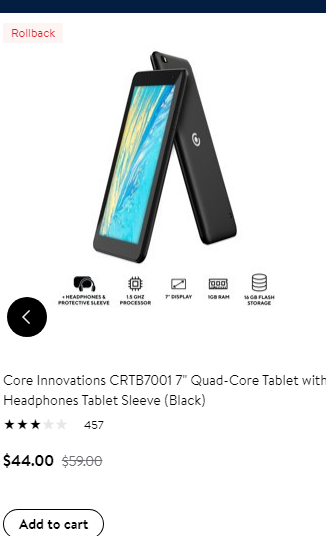 Rollback
+ HEADPHONES &
PROTECTIVE SLEEVE
1.5 GHZ
PROCESSOR
7" DISPLAY
1GB RAM
16 GB FLASH
STORAGE
Core Innovations CRTB7001 7" Quad-Core Tablet with
Headphones Tablet Sleeve (Black)
457
$44.00 $59.00
Add to cart